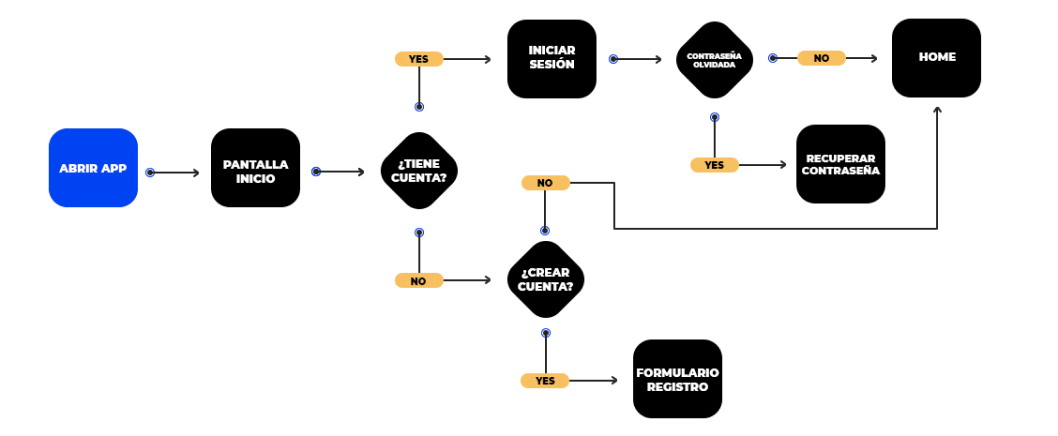 ABRIR APP
PANTALLA
INICIO
¿TIENE
CUENTA?
YES
INICIAR
SESIÓN
CONTRASEÑA
OLVIDADA
NO
HOME
YES
RECUPERAR
CONTRASEÑA
NO
¿CREAR
CUENTA?
NO
YES
FORMULARIO
REGISTRO